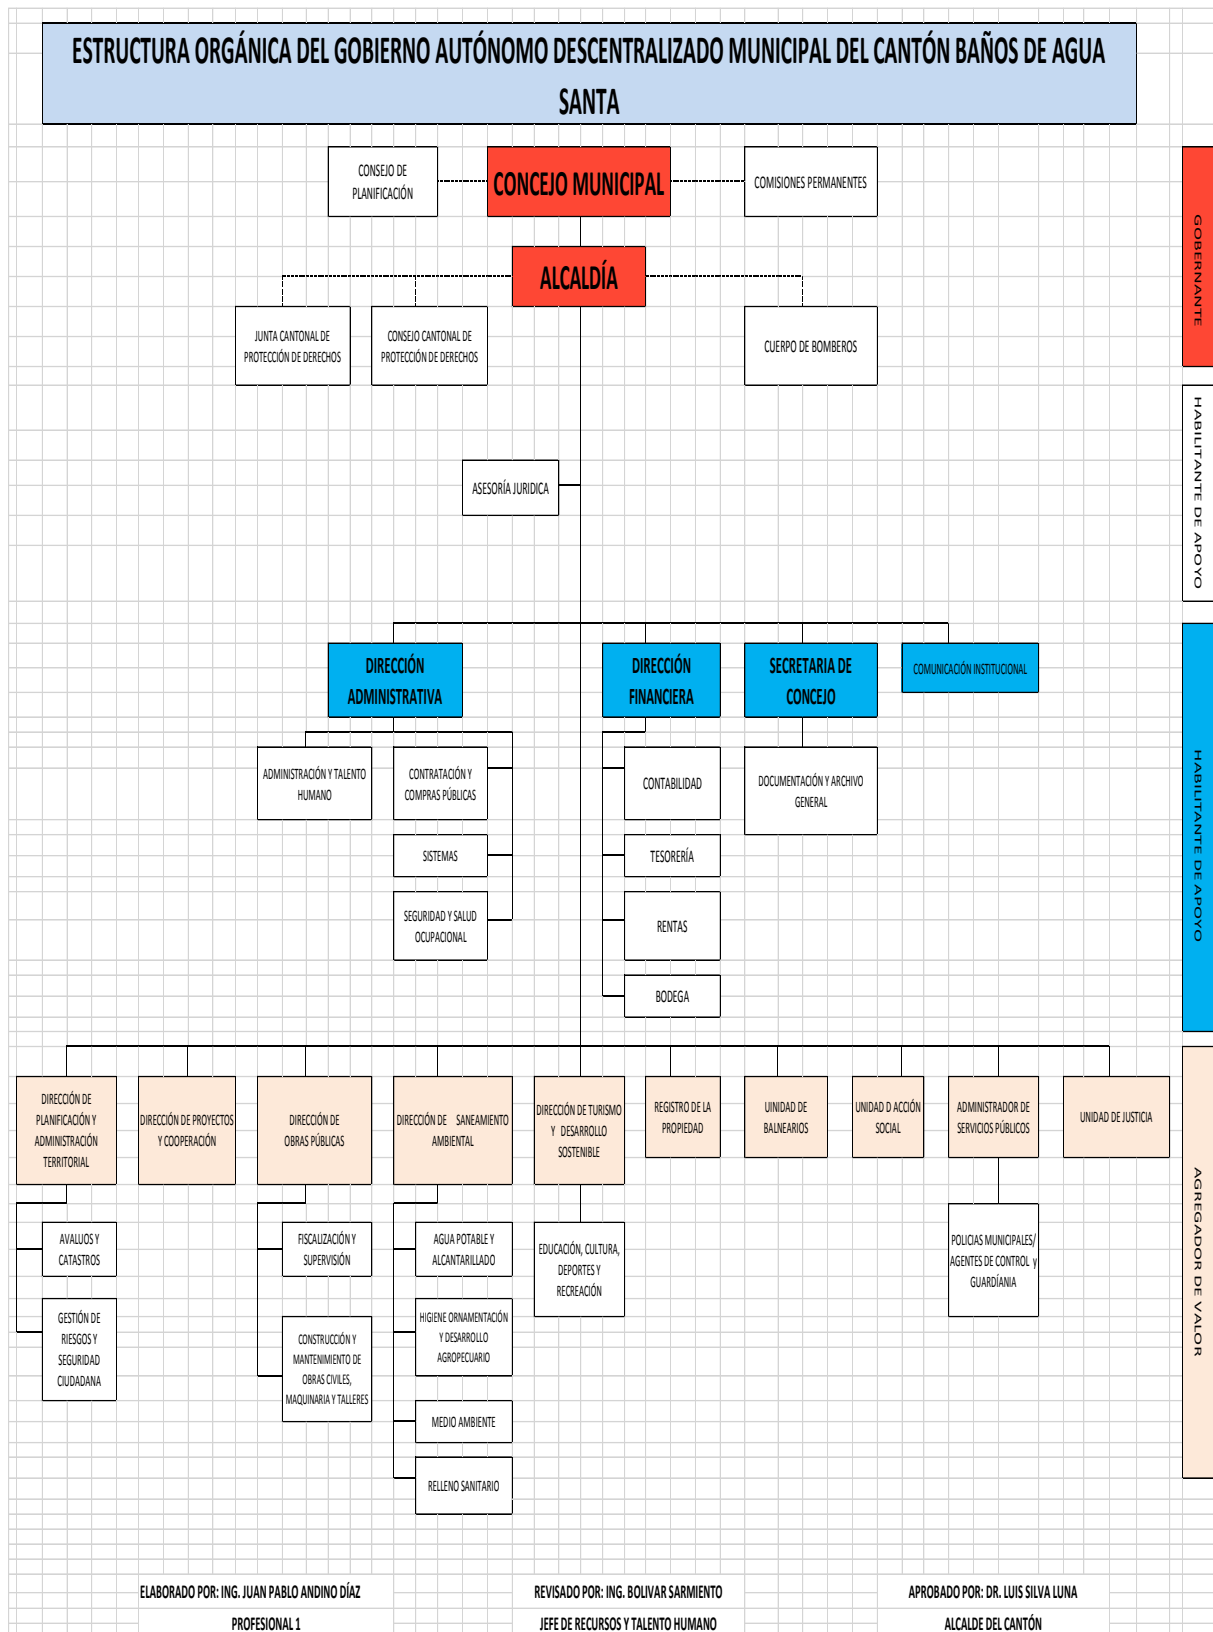 ESTRUCTURA ORGÁNICA DEL GOBIERNO AUTÓNOMO DESCENTRALIZADO MUNICIPAL DEL CANTÓN BAÑOS DE AGUA
SANTA
CONSEJO DE
PLANIFICACIÓN
CONCEJO MUNICIPAL
COMISIONES PERMANENTES
GOBERNANTE
ALCALDÍA
JUNTA CANTONAL DE
PROTECCIÓN DE DERECHOS
CONSEJO CANTONAL DE
PROTECCIÓN DE DERECHOS
CUERPO DE BOMBEROS
HABILITANTE DE APOYO
ASESORÍA JURIDICA
DIRECCIÓN
ADMINISTRATIVA
DIRECCIÓN
FINANCIERA
SECRETARIA DE
CONCEJO
COMUNICACIÓN INSTITUCIONAL
HABILITANTE DE APOYO
ADMINISTRACIÓN Y TALENTO
HUMANO
CONTRATACIÓN Y
COMPRAS PÚBLICAS
CONTABILIDAD
DOCUMENTACIÓN Y ARCHIVO
GENERAL
SISTEMAS
TESORERÍA
SEGURIDAD Y SALUD
OCUPACIONAL
RENTAS
BODEGA
DIRECCIÓN DE
PLANIFICACIÓN Y
ADMINISTRACIÓN
TERRITORIAL
DIRECCIÓN DE PROYECTOS
Y COOPERACIÓN
DIRECCIÓN DE
OBRAS PÚBLICAS
DIRECCIÓN DE SANEAMIENTO
AMBIENTAL
DIRECCIÓN DE TURISMO
Y DESARROLLO
SOSTENIBLE
REGISTRO DE LA
PROPIEDAD
UINIDAD DE
BALNEARIOS
UNIDAD D ACCIÓN
SOCIAL
ADMINISTRADOR DE
SERVICIOS PÚBLICOS
UNIDAD DE JUSTICIA
AGREGADOR DE VALOR
AVALUOS Y
CATASTROS
FISCALIZACIÓN Y
SUPERVISIÓN
AGUA POTABLE Y
ALCANTARILLADO
EDUCACIÓN, CULTURA,
DEPORTES Y
RECREACIÓN
POLICIAS MUNICIPALES/
AGENTES DE CONTROL y
GUARDÍANIA
GESTIÓN DE
RIESGOS Y
SEGURIDAD
CIUDADANA
CONSTRUCCIÓN Y
MANTENIMIENTO DE
OBRAS CIVILES,
MAQUINARIA Y TALLERES
HIGIENE ORNAMENTACIÓN
Y DESARROLLO
AGROPECUARIO
MEDIO AMBIENTE
RELLENO SANITARIO
ELABORADO POR: ING. JUAN PABLO ANDINO DÍAZ
PROFESIONAL 1
REVISADO POR: ING. BOLIVAR SARMIENTO
JEFE DE RECURSOS Y TALENTO HUMANO
APROBADO POR: DR. LUIS SILVA LUNA
ALCALDE DEL CANTÓN